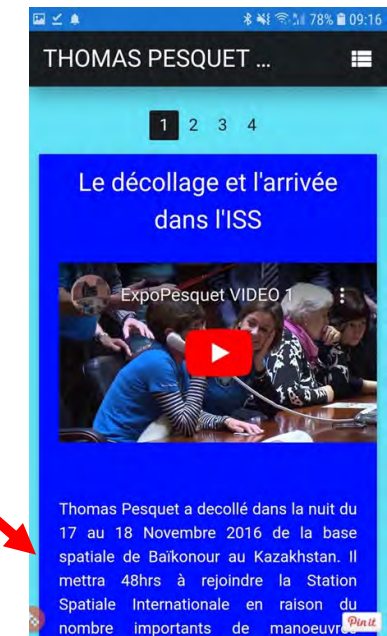 78% 09:16
THOMAS PESQUET ...
1 2 3 4
Le décollage et l'arrivée
dans l'ISS
ExpoPesquet VIDEO 1
Thomas Pesquet a decollé dans la nuit du
17 au 18 Novembre 2016 de la base
spatiale de Baïkonour au Kazakhstan. Il
mettra 48hrs à rejoindre la Station
Spatiale Internationale en raison du
nombre importants de manoeuvres
Pin it